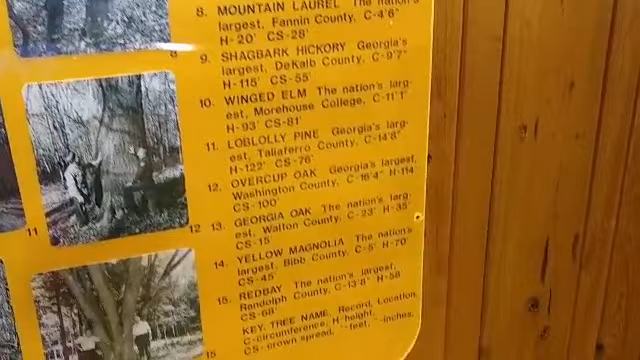 8. MOUNTAIN LAUREL The nation's
largest, Fannin County, C-4'6"
H-20' CS-28'
9. SHAGBARK HICKORY Georgia's
largest, DeKalb County, C-9'7"
H-115' CS-55'
10. WINGED ELM The nation's larg-
est, Morehouse College, C-11'1"
H-93' CS-81'
11. LOBLOLLY PINE Georgia's larg-
est, Taliaferro County, C-14'8"
H-122' CS-76'
12. OVERCUP OAK Georgia's largest,
Washington County, C-16'4" H-114'
CS-100'
13. GEORGIA OAK The nation's larg-
est, Walton County, C-23' H-35'
CS-15'
14. YELLOW MAGNOLIA The nation's
largest, Bibb County, C-5' H-70'
CS-45'
15. REDBAY The nation's largest,
Randolph County, C-13'8" H-58'
CS-68'
KEY, TREE NAME, Record, Location,
C-circumference, H-height,
CS-crown spread, '-feet, "-inches,
8
11
12
15